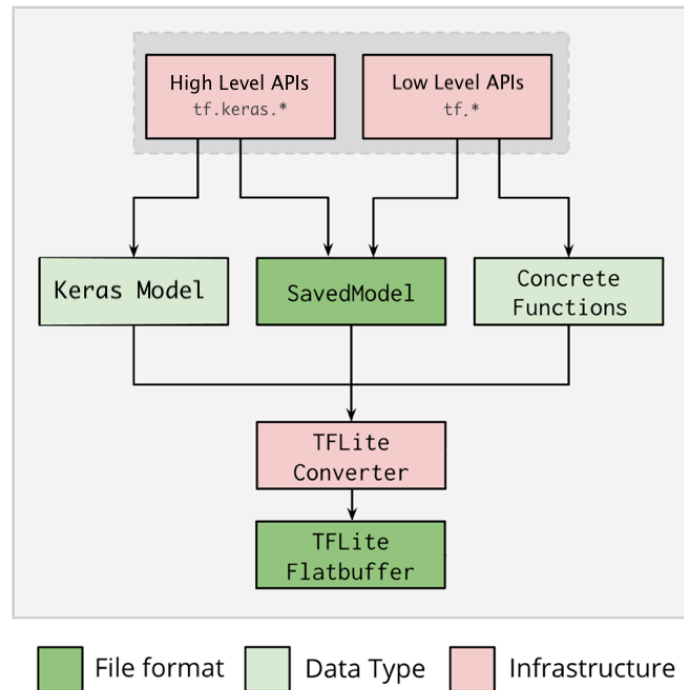 High Level APIs
tf.keras.*
Low Level APIs
tf.*
Keras Model
SavedModel
Concrete
Functions
TFLite
Converter
TFLite
Flatbuffer
File format
Data Type
Infrastructure